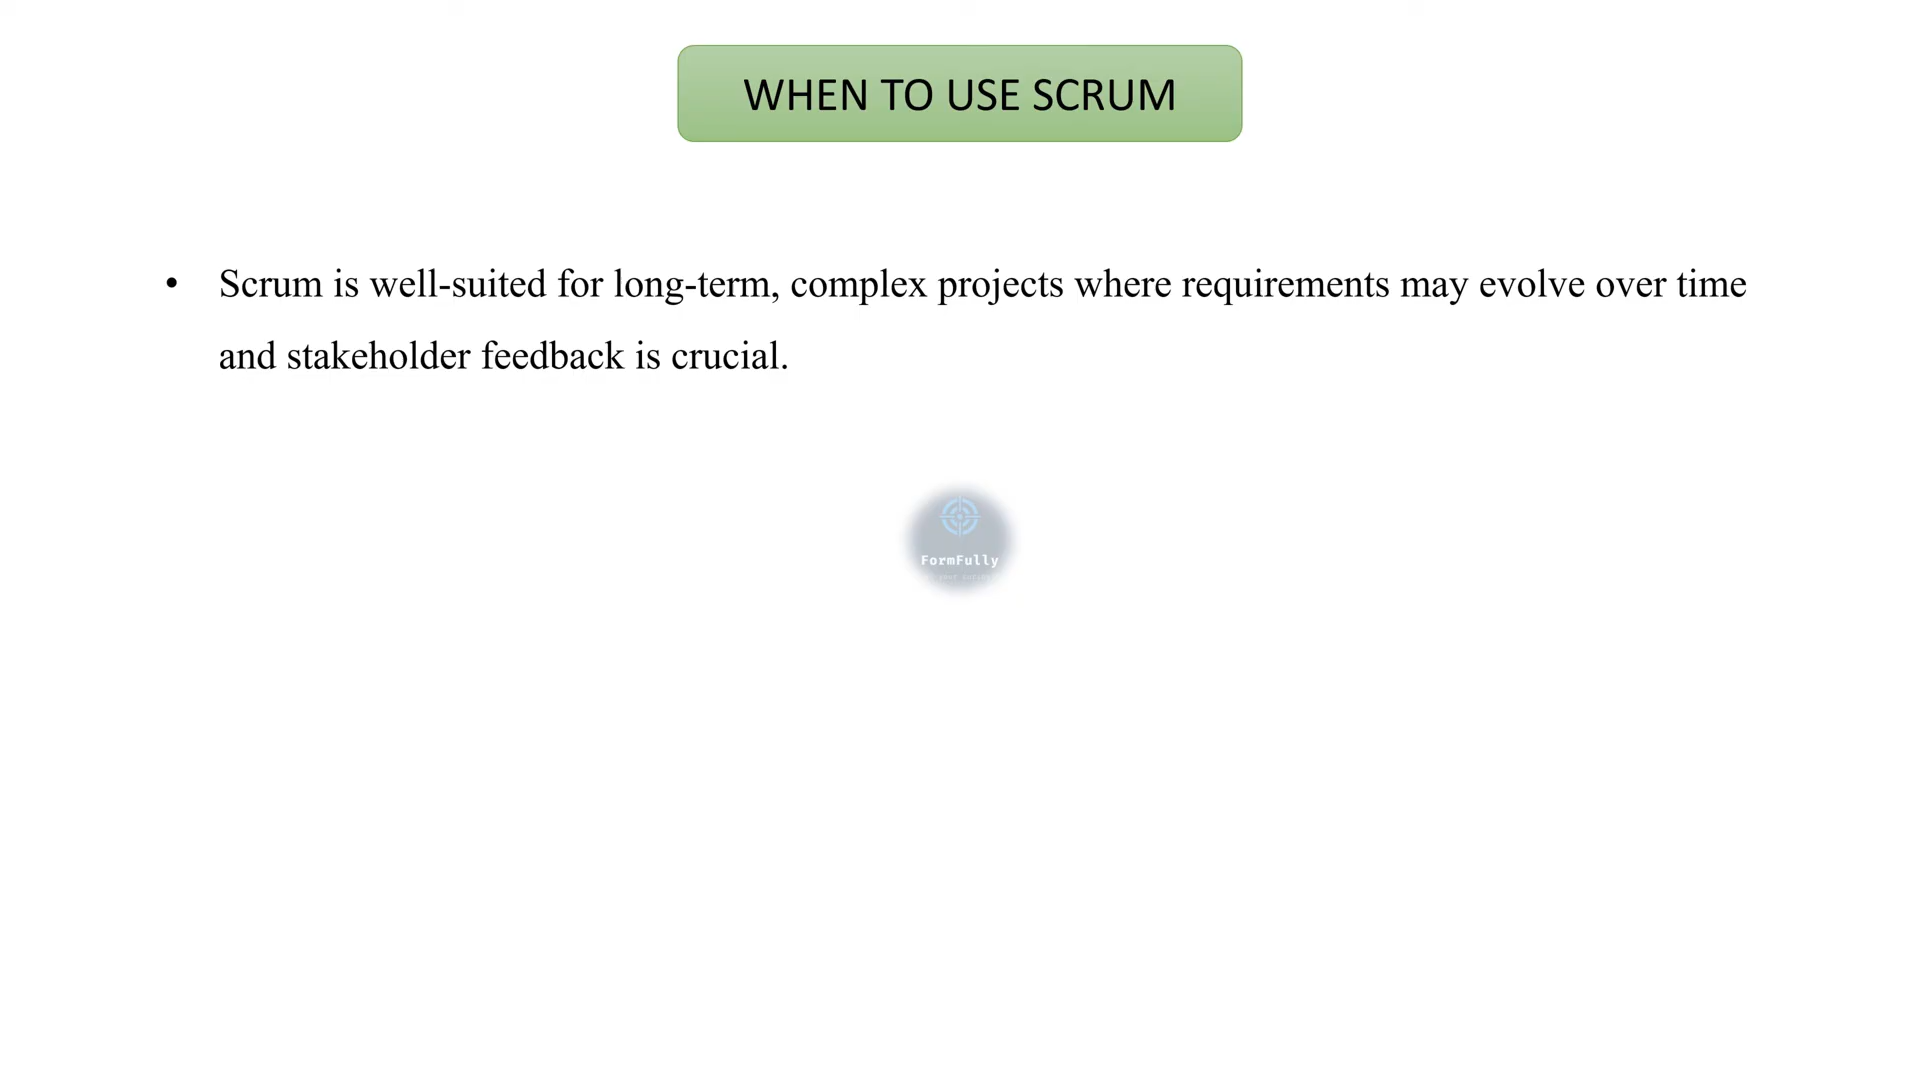 WHEN TO USE SCRUM
• Scrum is well-suited for long-term, complex projects where requirements may evolve over time
and stakeholder feedback is crucial.
FormFully